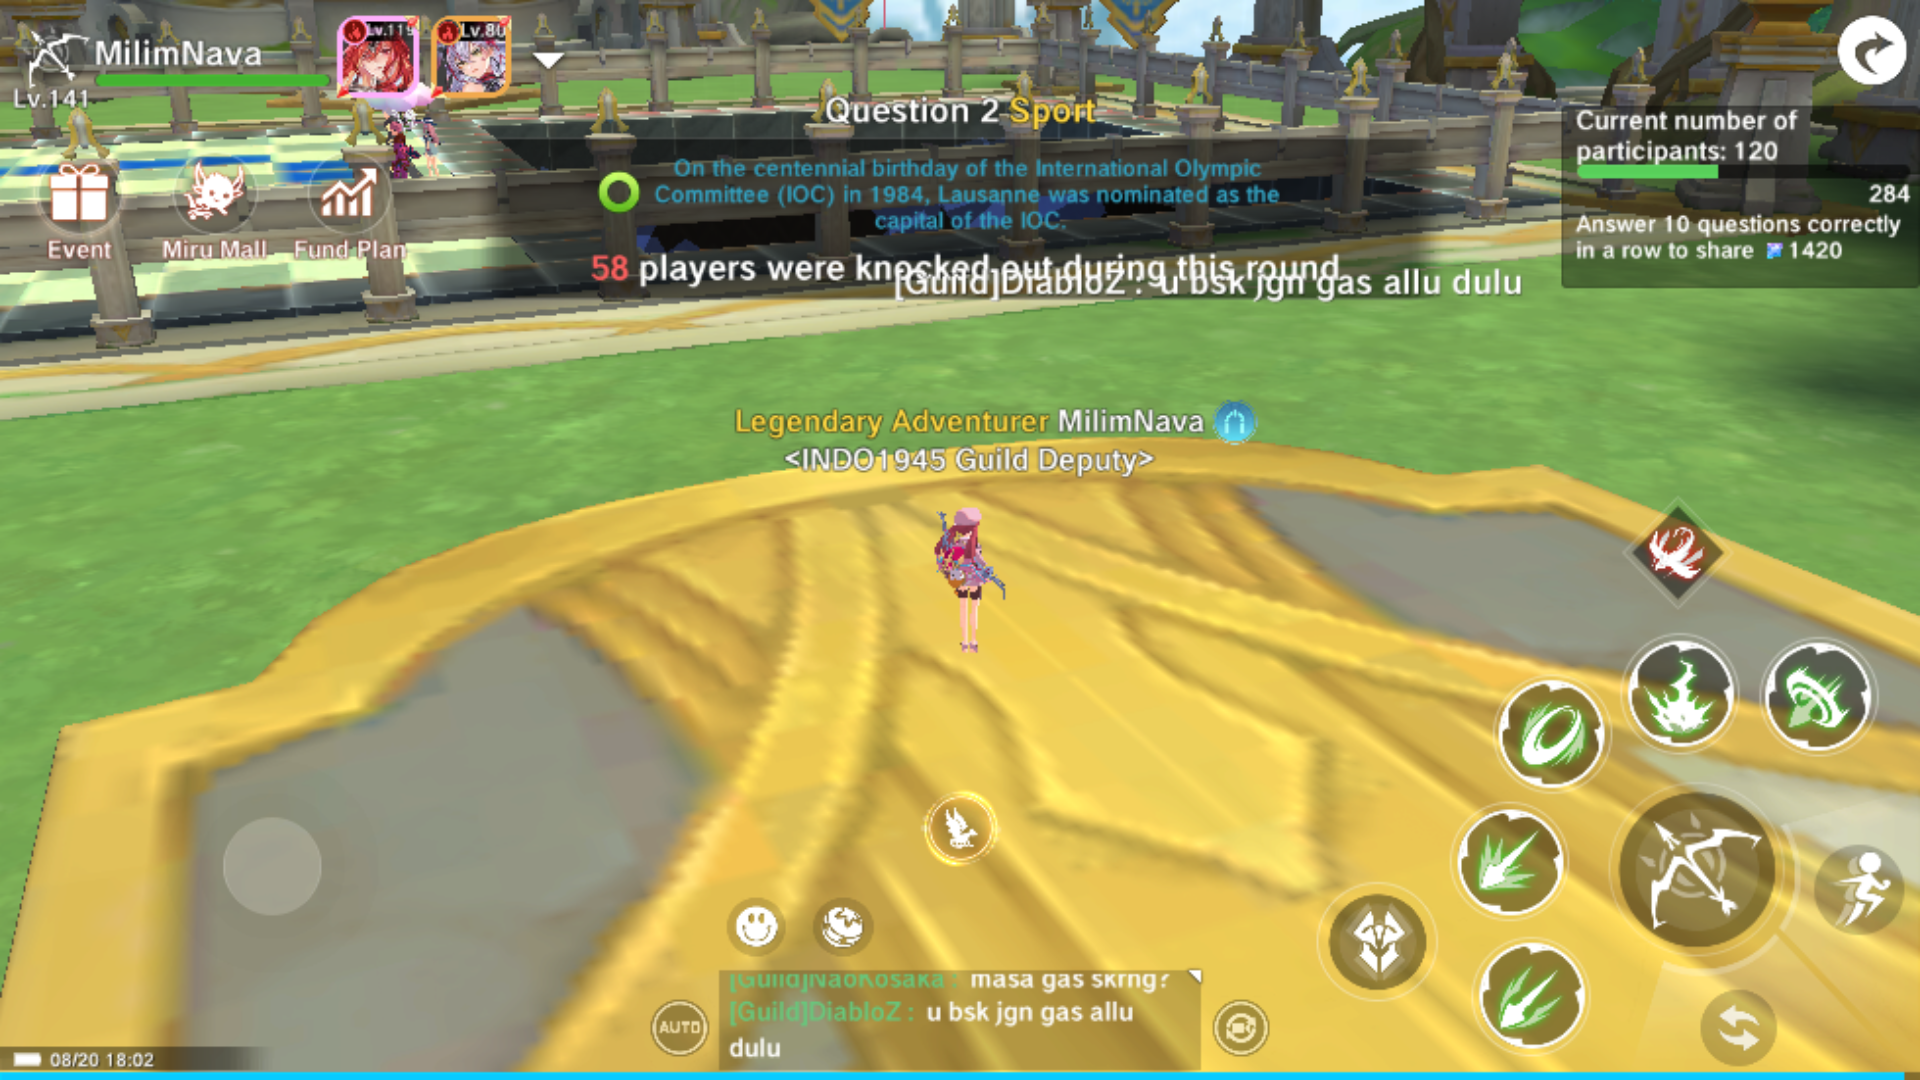 MilimNava
Lv.141
Lv.119
Lv.80
Event
Miru Mall
Fund Plan
Question 2 Sport
On the centennial birthday of the International Olympic
Committee (IOC) in 1984, Lausanne was nominated as the
capital of the IOC.
58 players were knocked out during this round
[Guild]DiabloZ : u bsk jgn gas allu dulu
Current number of
participants: 120
284
Answer 10 questions correctly
in a row to share 1420
Legendary Adventurer MilimNava
<INDO1945 Guild Deputy>
[Guild]NaoKosaka : masa gas skrng?
[Guild]DiabloZ : u bsk jgn gas allu
dulu
AUTO
08/20 18:02